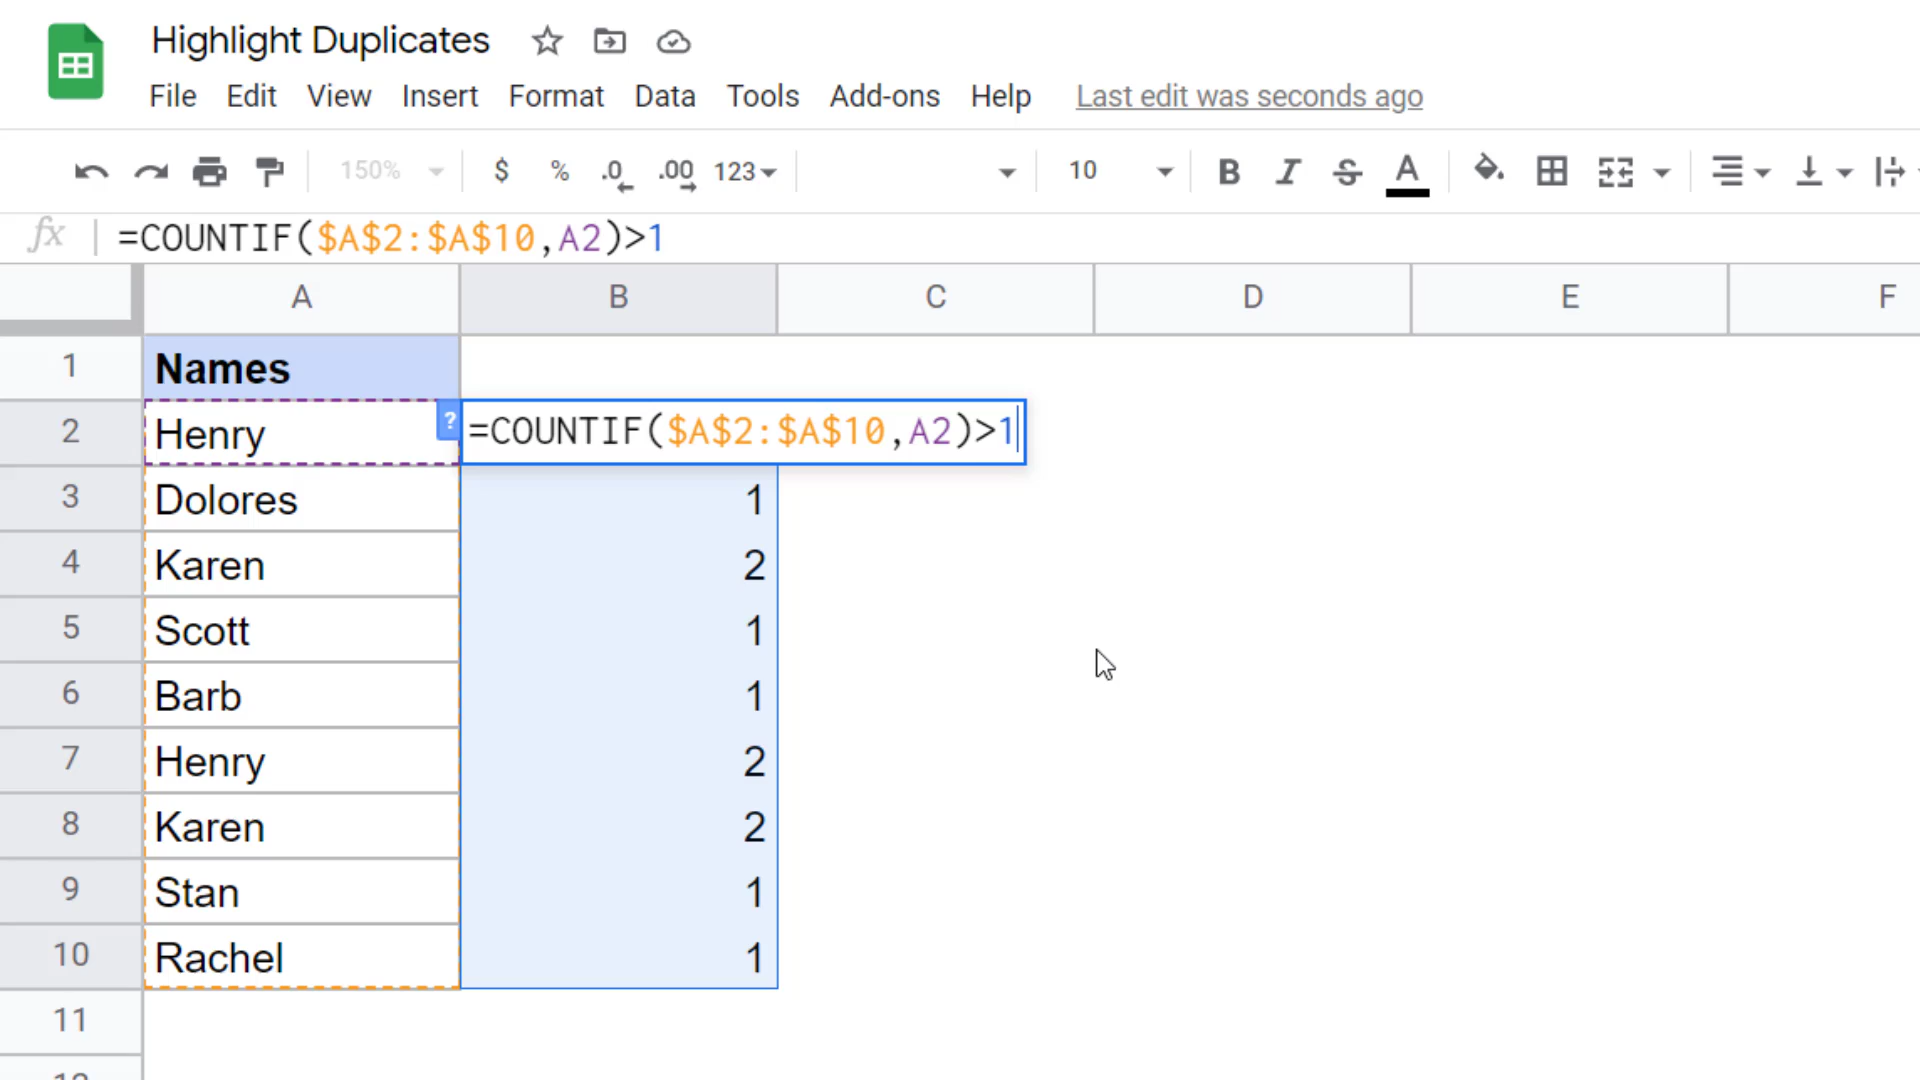 Highlight Duplicates
File Edit View Insert Format Data Tools Add-ons Help Last edit was seconds ago
150% $ % .0 .00 123 10 B I S A
fx =COUNTIF($A$2:$A$10,A2)>1
A B C D E F
1 Names
2 Henry ? =COUNTIF($A$2:$A$10,A2)>1
3 Dolores 1
4 Karen 2
5 Scott 1
6 Barb 1
7 Henry 2
8 Karen 2
9 Stan 1
10 Rachel 1
11